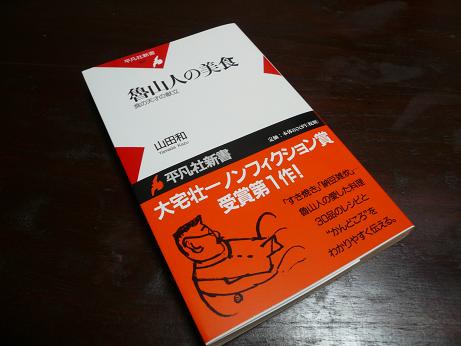 平凡社新書
魯山人の美食
食の天才の献立
山田和
Yamada Kazu
平凡社新書
大宅壮一ノンフィクション賞
受賞第1作!
「すき焼き」「納豆雑炊」…
魯山人の愛した料理
30品のレシピと
“かんどころ”を
わかりやすく伝える。